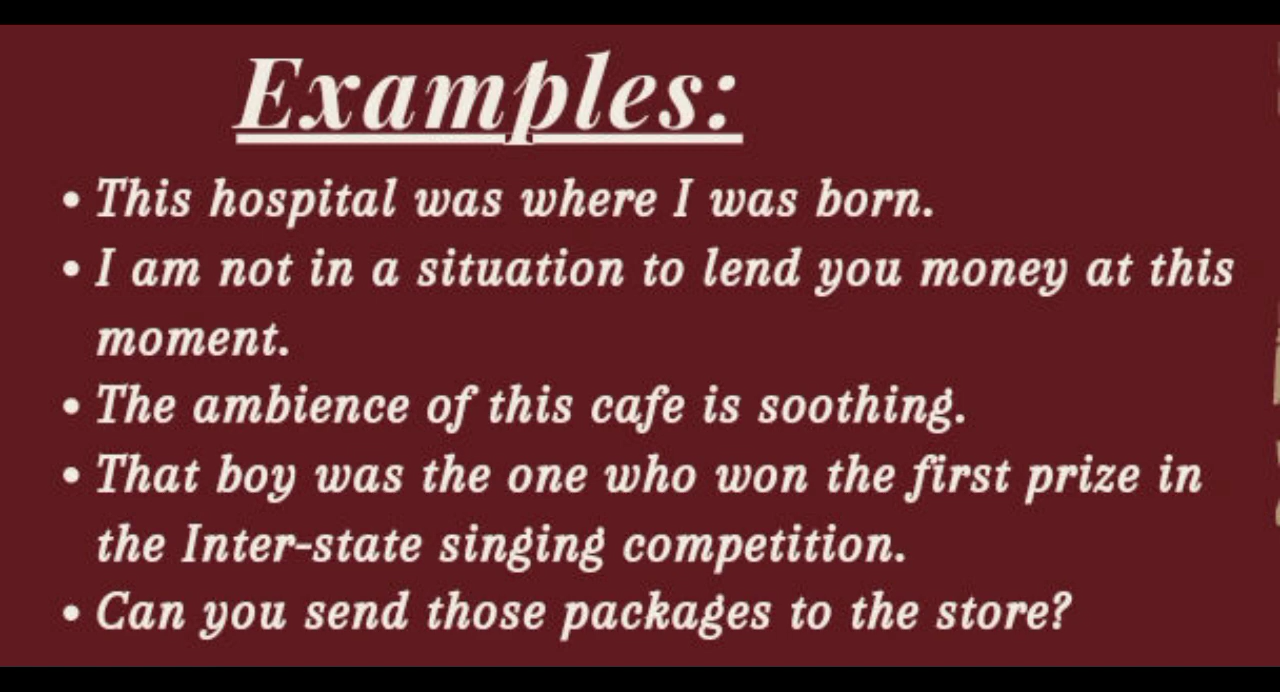 Examples:
• This hospital was where I was born.
• I am not in a situation to lend you money at this
moment.
• The ambience of this cafe is soothing.
• That boy was the one who won the first prize in
the Inter-state singing competition.
• Can you send those packages to the store?